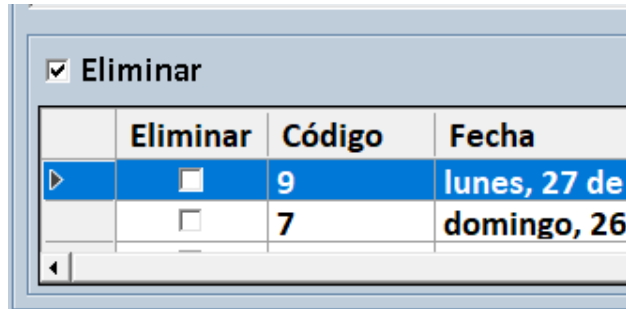 Eliminar
Eliminar Código Fecha
9 lunes, 27 de
7 domingo, 26